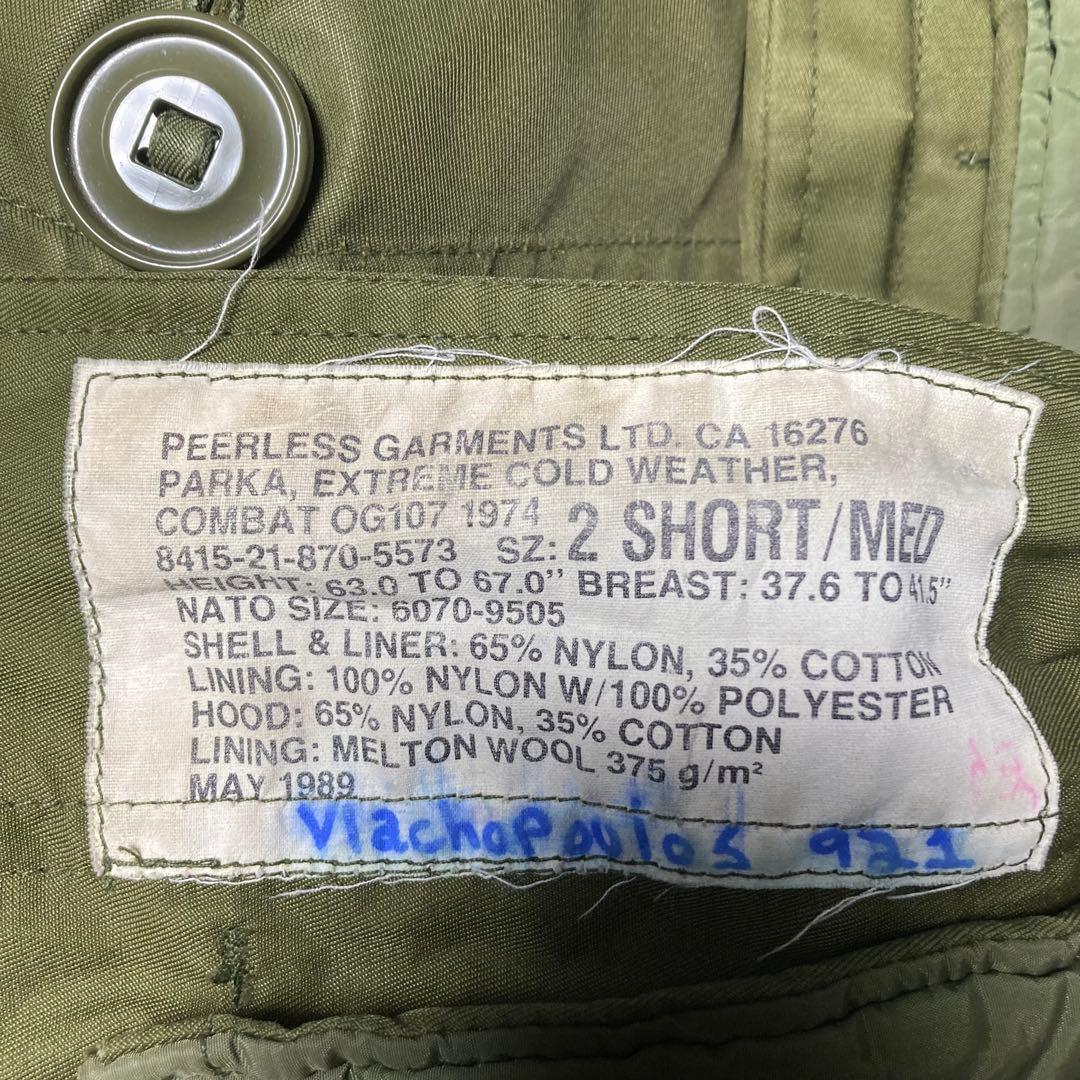 PEERLESS GARMENTS LTD. CA 16276
PARKA, EXTREME COLD WEATHER,
COMBAT OG107 1974
8415-21-870-5573 SZ: 2 SHORT/MED
HEIGHT: 63.0 TO 67.0" BREAST: 37.6 TO 41.5"
NATO SIZE: 6070-9505
SHELL & LINER: 65% NYLON, 35% COTTON
LINING: 100% NYLON W/100% POLYESTER
HOOD: 65% NYLON, 35% COTTON
LINING: MELTON WOOL 375 g/m²
MAY 1989
Vlachopoulos 921